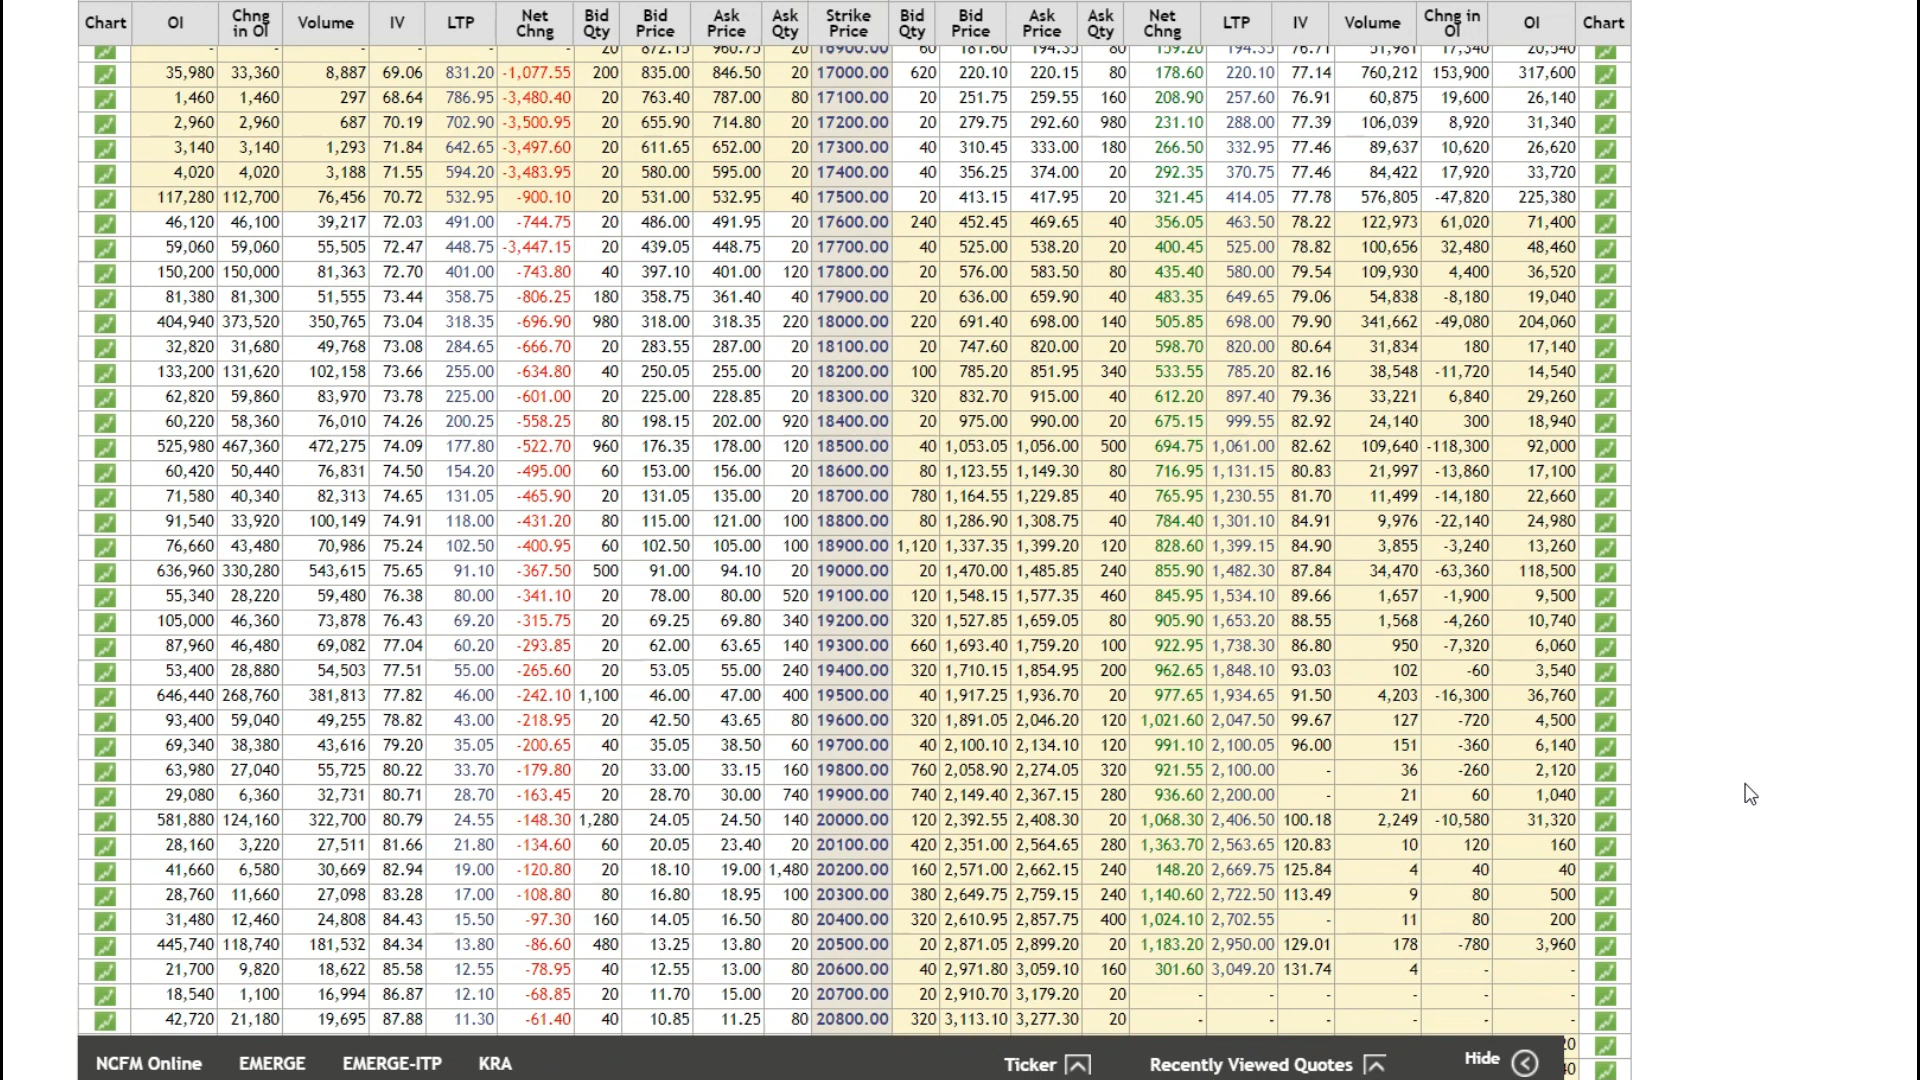 Chart OI Chng in OI Volume IV LTP Net Chng Bid Qty Bid Price Ask Price Ask Qty Strike Price Bid Qty Bid Price Ask Price Ask Qty Net Chng LTP IV Volume Chng in OI OI Chart
- - - - - - 20 872.15 960.75 20 16900.00 60 181.60 194.35 80 159.20 194.35 76.71 51,981 17,340 20,540
35,980 33,360 8,887 69.06 831.20 -1,077.55 200 835.00 846.50 20 17000.00 620 220.10 220.15 80 178.60 220.10 77.14 760,212 153,900 317,600
1,460 1,460 297 68.64 786.95 -3,480.40 20 763.40 787.00 80 17100.00 20 251.75 259.55 160 208.90 257.60 76.91 60,875 19,600 26,140
2,960 2,960 687 70.19 702.90 -3,500.95 20 655.90 714.80 20 17200.00 20 279.75 292.60 980 231.10 288.00 77.39 106,039 8,920 31,340
3,140 3,140 1,293 71.84 642.65 -3,497.60 20 611.65 652.00 20 17300.00 40 310.45 333.00 180 266.50 332.95 77.46 89,637 10,620 26,620
4,020 4,020 3,188 71.55 594.20 -3,483.95 20 580.00 595.00 20 17400.00 40 356.25 374.00 20 292.35 370.75 77.46 84,422 17,920 33,720
117,280 112,700 76,456 70.72 532.95 -900.10 20 531.00 532.95 40 17500.00 20 413.15 417.95 20 321.45 414.05 77.78 576,805 -47,820 225,380
46,120 46,100 39,217 72.03 491.00 -744.75 20 486.00 491.95 20 17600.00 240 452.45 469.65 40 356.05 463.50 78.22 122,973 61,020 71,400
59,060 59,060 55,505 72.47 448.75 -3,447.15 20 439.05 448.75 20 17700.00 40 525.00 538.20 20 400.45 525.00 78.82 100,656 32,480 48,460
150,200 150,000 81,363 72.70 401.00 -743.80 40 397.10 401.00 120 17800.00 20 576.00 583.50 80 435.40 580.00 79.54 109,930 4,400 36,520
81,380 81,300 51,555 73.44 358.75 -806.25 180 358.75 361.40 40 17900.00 20 636.00 659.90 40 483.35 649.65 79.06 54,838 -8,180 19,040
404,940 373,520 350,765 73.04 318.35 -696.90 980 318.00 318.35 220 18000.00 220 691.40 698.00 140 505.85 698.00 79.90 341,662 -49,080 204,060
32,820 31,680 49,768 73.08 284.65 -666.70 20 283.55 287.00 20 18100.00 20 747.60 820.00 20 598.70 820.00 80.64 31,834 180 17,140
133,200 131,620 102,158 73.66 255.00 -634.80 40 250.05 255.00 20 18200.00 100 785.20 851.95 340 533.55 785.20 82.16 38,548 -11,720 14,540
62,820 59,860 83,970 73.78 225.00 -601.00 20 225.00 228.85 20 18300.00 320 832.70 915.00 40 612.20 897.40 79.36 33,221 6,840 29,260
60,220 58,360 76,010 74.26 200.25 -558.25 80 198.15 202.00 920 18400.00 20 975.00 990.00 20 675.15 999.55 82.92 24,140 300 18,940
525,980 467,360 472,275 74.09 177.80 -522.70 960 176.35 178.00 120 18500.00 40 1,053.05 1,056.00 500 694.75 1,061.00 82.62 109,640 -118,300 92,000
60,420 50,440 76,831 74.50 154.20 -495.00 60 153.00 156.00 20 18600.00 80 1,123.55 1,149.30 80 716.95 1,131.15 80.83 21,997 -13,860 17,100
71,580 40,340 82,313 74.65 131.05 -465.90 20 131.05 135.00 20 18700.00 780 1,164.55 1,229.85 40 765.95 1,230.55 81.70 11,499 -14,180 22,660
91,540 33,920 100,149 74.91 118.00 -431.20 80 115.00 121.00 100 18800.00 80 1,286.90 1,308.75 40 784.40 1,301.10 84.91 9,976 -22,140 24,980
76,660 43,480 70,986 75.24 102.50 -400.95 60 102.50 105.00 100 18900.00 1,120 1,337.35 1,399.20 120 828.60 1,399.15 84.90 3,855 -3,240 13,260
636,960 330,280 543,615 75.65 91.10 -367.50 500 91.00 94.10 20 19000.00 20 1,470.00 1,485.85 240 855.90 1,482.30 87.84 34,470 -63,360 118,500
55,340 28,220 59,480 76.38 80.00 -341.10 20 78.00 80.00 520 19100.00 120 1,548.15 1,577.35 460 845.95 1,534.10 89.66 1,657 -1,900 9,500
105,000 46,360 73,878 76.43 69.20 -315.75 20 69.25 69.80 340 19200.00 320 1,527.85 1,659.05 80 905.90 1,653.20 88.55 1,568 -4,260 10,740
87,960 46,480 69,082 77.04 60.20 -293.85 20 62.00 63.65 140 19300.00 660 1,693.40 1,759.20 100 922.95 1,738.30 86.80 950 -7,320 6,060
53,400 28,880 54,503 77.51 55.00 -265.60 20 53.05 55.00 240 19400.00 320 1,710.15 1,854.95 200 962.65 1,848.10 93.03 102 -60 3,540
646,440 268,760 381,813 77.82 46.00 -242.10 1,100 46.00 47.00 400 19500.00 40 1,917.25 1,936.70 20 977.65 1,934.65 91.50 4,203 -16,300 36,760
93,400 59,040 49,255 78.82 43.00 -218.95 20 42.50 43.65 80 19600.00 320 1,891.05 2,046.20 120 1,021.60 2,047.50 99.67 127 -720 4,500
69,340 38,380 43,616 79.20 35.05 -200.65 40 35.05 38.50 60 19700.00 40 2,100.10 2,134.10 120 991.10 2,100.05 96.00 151 -360 6,140
63,980 27,040 55,725 80.22 33.70 -179.80 20 33.00 33.15 160 19800.00 760 2,058.90 2,274.05 320 921.55 2,100.00 - 36 -260 2,120
29,080 6,360 32,731 80.71 28.70 -163.45 20 28.70 30.00 740 19900.00 740 2,149.40 2,367.15 280 936.60 2,200.00 - 21 60 1,040
581,880 124,160 322,700 80.79 24.55 -148.30 1,280 24.05 24.50 140 20000.00 120 2,392.55 2,408.30 20 1,068.30 2,406.50 100.18 2,249 -10,580 31,320
28,160 3,220 27,511 81.66 21.80 -134.60 60 20.05 23.40 20 20100.00 420 2,351.00 2,564.65 280 1,363.70 2,563.65 120.83 10 120 160
41,660 6,580 30,669 82.94 19.00 -120.80 20 18.10 19.00 1,480 20200.00 160 2,571.00 2,662.15 240 148.20 2,669.75 125.84 4 40 40
28,760 11,660 27,098 83.28 17.00 -108.80 80 16.80 18.95 100 20300.00 380 2,649.75 2,759.15 240 1,140.60 2,722.50 113.49 9 80 500
31,480 12,460 24,808 84.43 15.50 -97.30 160 14.05 16.50 80 20400.00 320 2,610.95 2,857.75 400 1,024.10 2,702.55 - 11 80 200
445,740 118,740 181,532 84.34 13.80 -86.60 480 13.25 13.80 20 20500.00 20 2,871.05 2,899.20 20 1,183.20 2,950.00 129.01 178 -780 3,960
21,700 9,820 18,622 85.58 12.55 -78.95 40 12.55 13.00 80 20600.00 40 2,971.80 3,059.10 160 301.60 3,049.20 131.74 4 - -
18,540 1,100 16,994 86.87 12.10 -68.85 20 11.70 15.00 20 20700.00 20 2,910.70 3,179.20 20 - - - - - -
42,720 21,180 19,695 87.88 11.30 -61.40 40 10.85 11.25 80 20800.00 320 3,113.10 3,277.30 20 - - - - - -
NCFM Online EMERGE EMERGE-ITP KRA Ticker Recently Viewed Quotes Hide